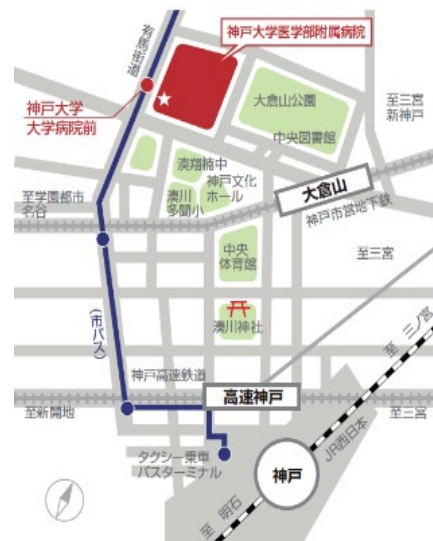 有馬街道
神戸大学医学部附属病院
神戸大学
大学病院前
大倉山公園
中央図書館
至三宮
新神戸
湊翔楠中
神戸文化
ホール
湊川
多聞小
大倉山
神戸市営地下鉄
至学園都市
名谷
中央
体育館
至三宮
(市バス)
湊川神社
至 三ノ宮
神戸高速鉄道
高速神戸
至新開地
至三宮
JR西日本
タクシー乗車
バスターミナル
神戸
至 明石